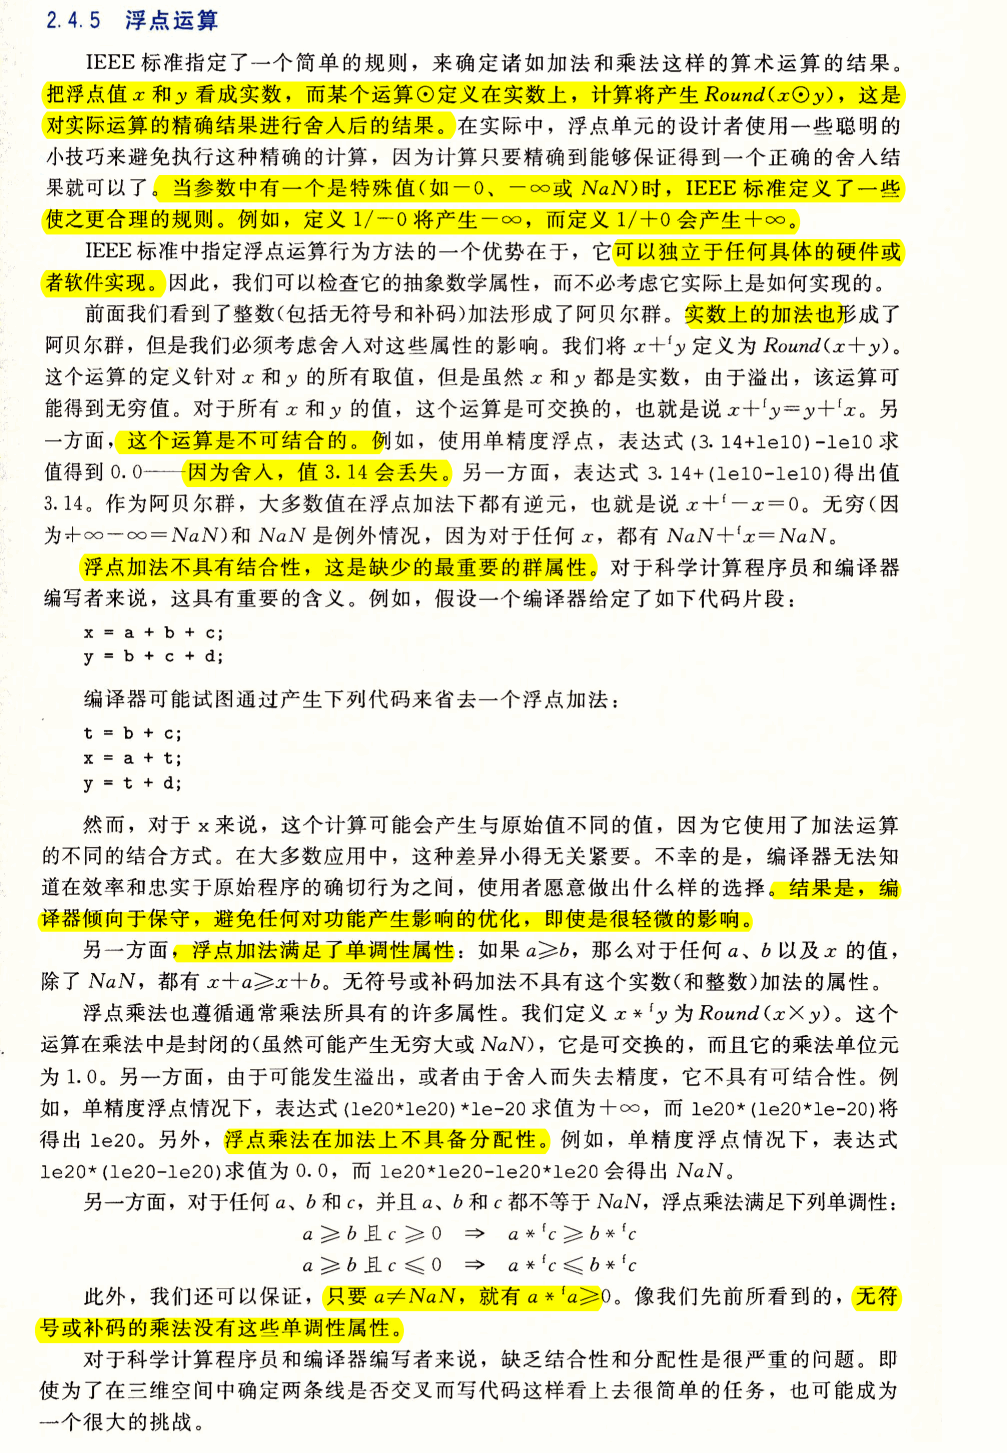 2.4.5 浮点运算
IEEE 标准指定了一个简单的规则，来确定诸如加法和乘法这样的算术运算的结果。
把浮点值 x 和 y 看成实数，而某个运算⊙定义在实数上，计算将产生 Round(x⊙y)，这是
对实际运算的精确结果进行舍入后的结果。在实际中，浮点单元的设计者使用一些聪明的
小技巧来避免执行这种精确的计算，因为计算只要精确到能够保证得到一个正确的舍入结
果就可以了。当参数中有一个是特殊值(如－0、－∞或 NaN)时，IEEE 标准定义了一些
使之更合理的规则。例如，定义 1/－0 将产生－∞，而定义 1/＋0 会产生＋∞。
IEEE 标准中指定浮点运算行为方法的一个优势在于，它可以独立于任何具体的硬件或
者软件实现。因此，我们可以检查它的抽象数学属性，而不必考虑它实际上是如何实现的。
前面我们看到了整数(包括无符号和补码)加法形成了阿贝尔群。实数上的加法也形成了
阿贝尔群，但是我们必须考虑舍入对这些属性的影响。我们将 x＋ᶠy 定义为 Round(x＋y)。
这个运算的定义针对 x 和 y 的所有取值，但是虽然 x 和 y 都是实数，由于溢出，该运算可
能得到无穷值。对于所有 x 和 y 的值，这个运算是可交换的，也就是说 x＋ᶠy＝y＋ᶠx。另
一方面，这个运算是不可结合的。例如，使用单精度浮点，表达式(3.14+1e10)-1e10 求
值得到 0.0——因为舍入，值 3.14 会丢失。另一方面，表达式 3.14+(1e10-1e10)得出值
3.14。作为阿贝尔群，大多数值在浮点加法下都有逆元，也就是说 x＋ᶠ－x＝0。无穷(因
为＋∞－∞＝NaN)和 NaN 是例外情况，因为对于任何 x，都有 NaN＋ᶠx＝NaN。
浮点加法不具有结合性，这是缺少的最重要的群属性。对于科学计算程序员和编译器
编写者来说，这具有重要的含义。例如，假设一个编译器给定了如下代码片段：
x = a + b + c;
y = b + c + d;
编译器可能试图通过产生下列代码来省去一个浮点加法：
t = b + c;
x = a + t;
y = t + d;
然而，对于 x 来说，这个计算可能会产生与原始值不同的值，因为它使用了加法运算
的不同的结合方式。在大多数应用中，这种差异小得无关紧要。不幸的是，编译器无法知
道在效率和忠实于原始程序的确切行为之间，使用者愿意做出什么样的选择。结果是，编
译器倾向于保守，避免任何对功能产生影响的优化，即使是很轻微的影响。
另一方面，浮点加法满足了单调性属性：如果 a≥b，那么对于任何 a、b 以及 x 的值，
除了 NaN，都有 x＋a≥x＋b。无符号或补码加法不具有这个实数(和整数)加法的属性。
浮点乘法也遵循通常乘法所具有的许多属性。我们定义 x＊ᶠy 为 Round(x×y)。这个
运算在乘法中是封闭的(虽然可能产生无穷大或 NaN)，它是可交换的，而且它的乘法单位元
为 1.0。另一方面，由于可能发生溢出，或者由于舍入而失去精度，它不具有可结合性。例
如，单精度浮点情况下，表达式(1e20*1e20)*1e-20 求值为＋∞，而 1e20*(1e20*1e-20)将
得出 1e20。另外，浮点乘法在加法上不具备分配性。例如，单精度浮点情况下，表达式
1e20*(1e20-1e20)求值为 0.0，而 1e20*1e20-1e20*1e20 会得出 NaN。
另一方面，对于任何 a、b 和 c，并且 a、b 和 c 都不等于 NaN，浮点乘法满足下列单调性：
a≥b 且 c≥0 ⇒ a＊ᶠc≥b＊ᶠc
a≥b 且 c≤0 ⇒ a＊ᶠc≤b＊ᶠc
此外，我们还可以保证，只要 a≠NaN，就有 a＊ᶠa≥0。像我们先前所看到的，无符
号或补码的乘法没有这些单调性属性。
对于科学计算程序员和编译器编写者来说，缺乏结合性和分配性是很严重的问题。即
使为了在三维空间中确定两条线是否交叉而写代码这样看上去很简单的任务，也可能成为
一个很大的挑战。